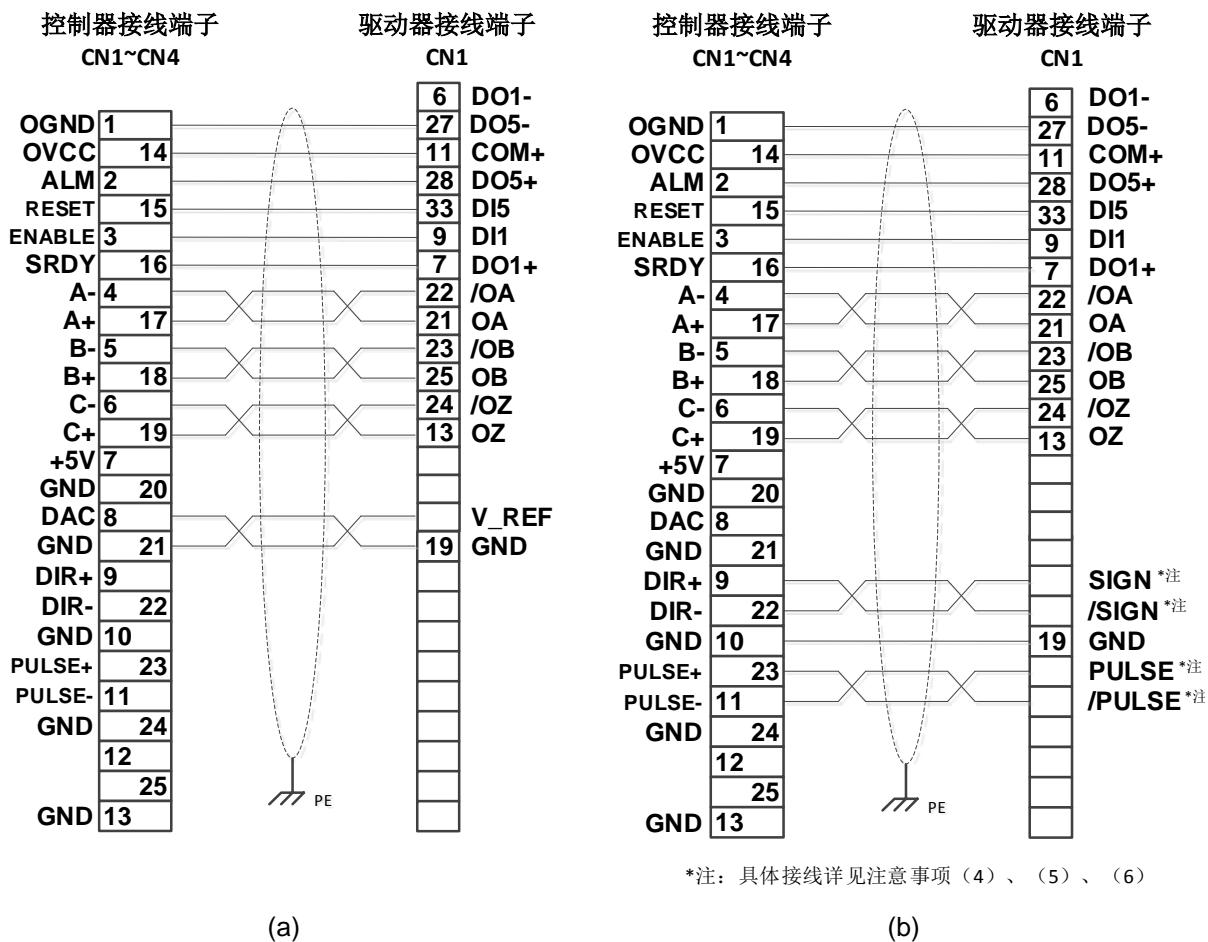 控制器接线端子 驱动器接线端子
CN1~CN4 CN1
6 DO1-
OGND 1 27 DO5-
OVCC 14 11 COM+
ALM 2 28 DO5+
RESET 15 33 DI5
ENABLE 3 9 DI1
SRDY 16 7 DO1+
A- 4 22 /OA
A+ 17 21 OA
B- 5 23 /OB
B+ 18 25 OB
C- 6 24 /OZ
C+ 19 13 OZ
+5V 7
GND 20
DAC 8 V_REF
GND 21 19 GND
DIR+ 9
DIR- 22
GND 10
PULSE+ 23
PULSE- 11
GND 24
12
25
GND 13
PE
(a)
控制器接线端子 驱动器接线端子
CN1~CN4 CN1
6 DO1-
OGND 1 27 DO5-
OVCC 14 11 COM+
ALM 2 28 DO5+
RESET 15 33 DI5
ENABLE 3 9 DI1
SRDY 16 7 DO1+
A- 4 22 /OA
A+ 17 21 OA
B- 5 23 /OB
B+ 18 25 OB
C- 6 24 /OZ
C+ 19 13 OZ
+5V 7
GND 20
DAC 8
GND 21
DIR+ 9 SIGN *注
DIR- 22 /SIGN *注
GND 10 19 GND
PULSE+ 23 PULSE *注
PULSE- 11 /PULSE *注
GND 24
12
25
GND 13
PE
*注：具体接线详见注意事项（4）、（5）、（6）
(b)